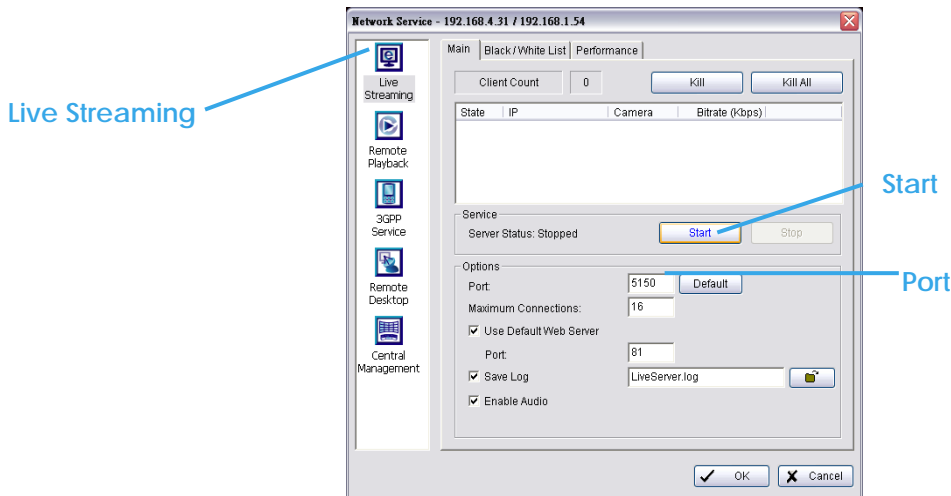 Network Service - 192.168.4.31 / 192.168.1.54
Live Streaming
Live
Streaming
Remote
Playback
3GPP
Service
Remote
Desktop
Central
Management
Main Black / White List Performance
Client Count 0 Kill Kill All
State IP Camera Bitrate (Kbps)
Start
Service
Server Status: Stopped Start Stop
Options
Port: 5150 Default
Port
Maximum Connections: 16
Use Default Web Server
Port: 81
Save Log LiveServer.log
Enable Audio
OK Cancel